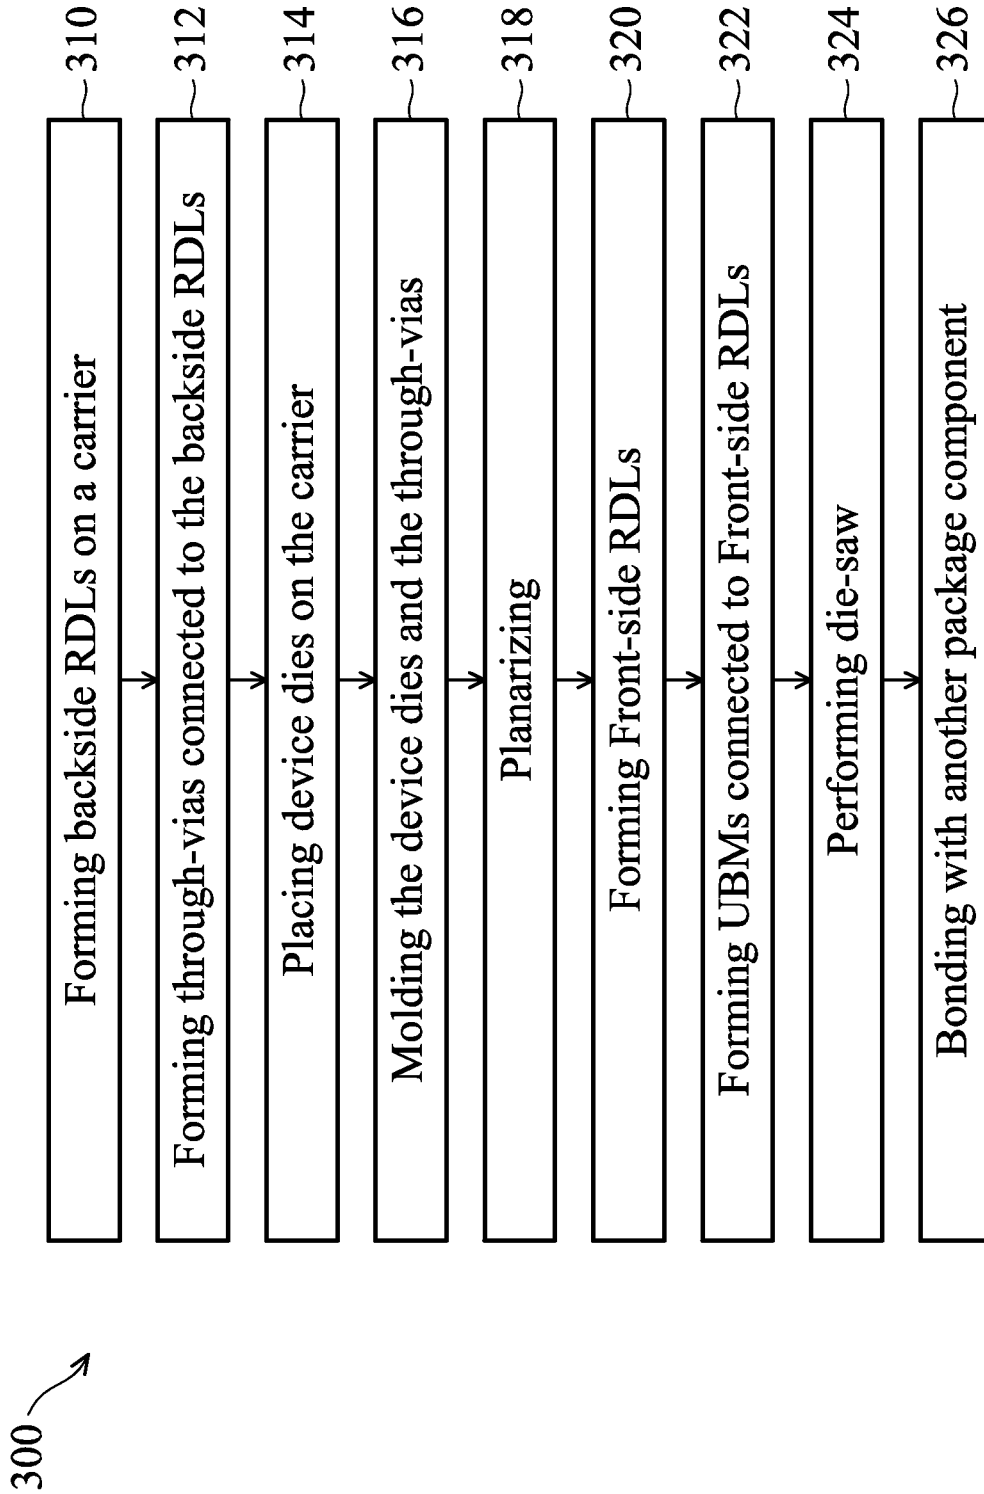 300
Forming backside RDLs on a carrier 310
Forming through-vias connected to the backside RDLs 312
Placing device dies on the carrier 314
Molding the device dies and the through-vias 316
Planarizing 318
Forming Front-side RDLs 320
Forming UBMs connected to Front-side RDLs 322
Performing die-saw 324
Bonding with another package component 326